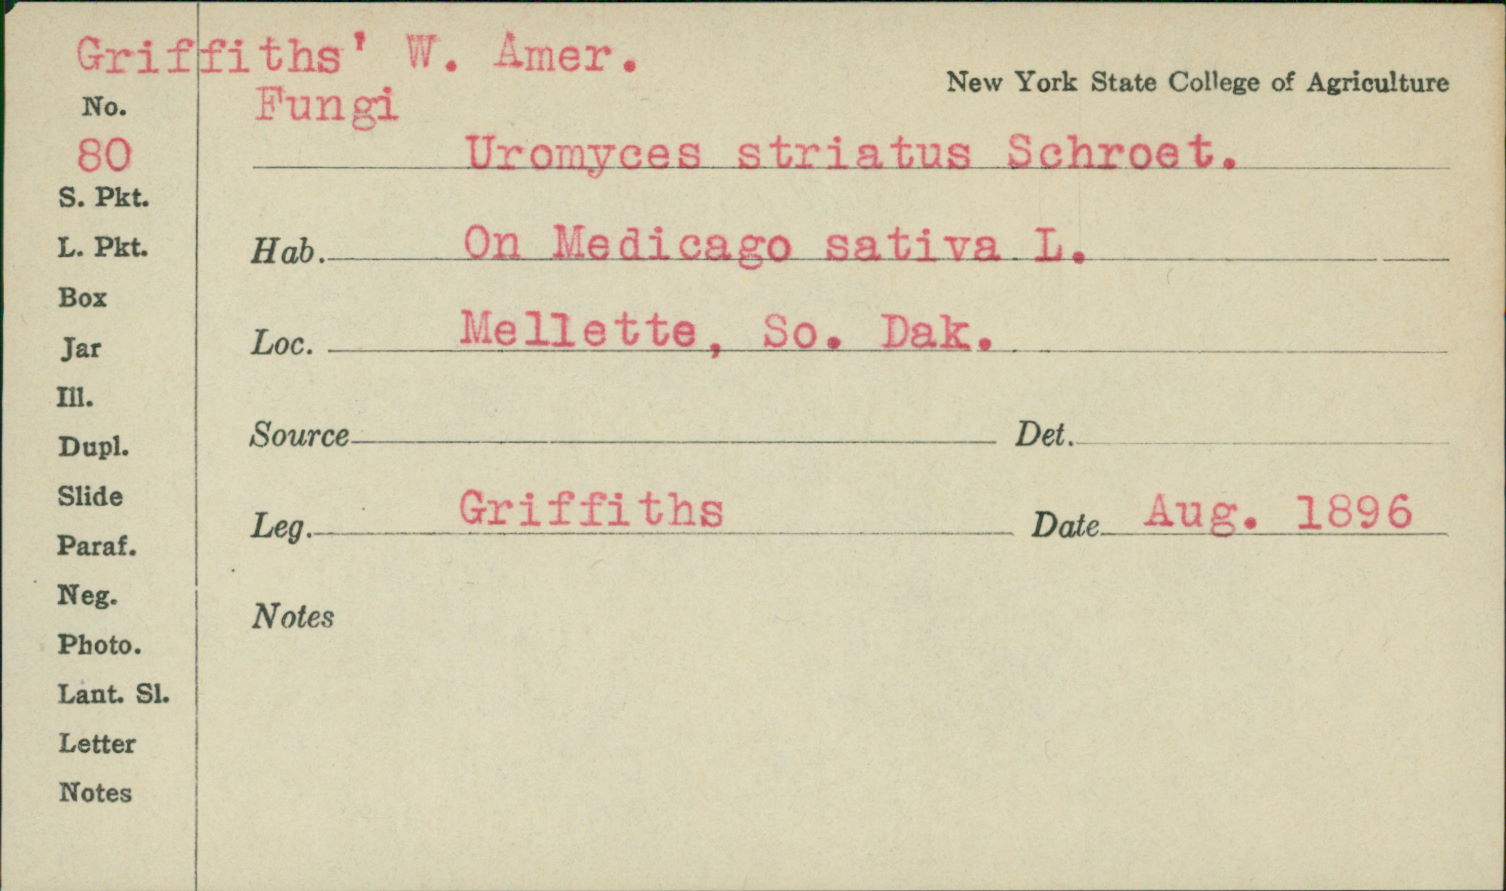 Griffiths' W. Amer.
Fungi
New York State College of Agriculture
No.
80
Uromyces striatus Schroet.
S. Pkt.
L. Pkt.
Hab. On Medicago sativa L.
Box
Jar
Loc. Mellette, So. Dak.
Ill.
Dupl.
Source Det.
Slide
Leg. Griffiths Date Aug. 1896
Paraf.
Neg.
Notes
Photo.
Lant. Sl.
Letter
Notes